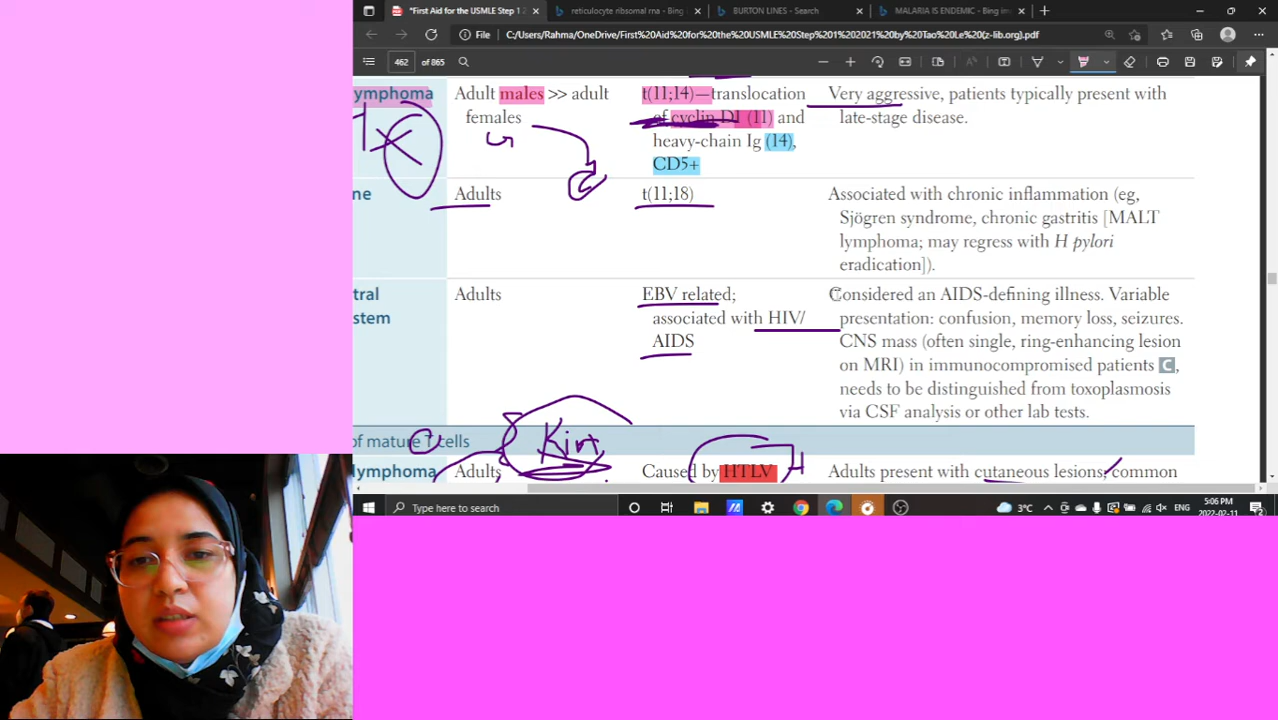 "First Aid for the USMLE Step 1 2
reticulocyte ribosomal rna - Bing I
BURTON LINES - Search
MALARIA IS ENDEMIC - Bing im
File C:/Users/Rahma/OneDrive/First%20Aid%20for%20the%20USMLE%20Step%201%202021%20by%20Tao%20Le%20(z-lib.org).pdf
462 of 865
ymphoma
Adult males >> adult
females
t(11;14)—translocation
of cyclin D1 (11) and
heavy-chain Ig (14),
CD5+
Very aggressive, patients typically present with
late-stage disease.
ne
Adults
t(11;18)
Associated with chronic inflammation (eg,
Sjögren syndrome, chronic gastritis [MALT
lymphoma; may regress with H pylori
eradication]).
tral
stem
Adults
EBV related;
associated with HIV/
AIDS
Considered an AIDS-defining illness. Variable
presentation: confusion, memory loss, seizures.
CNS mass (often single, ring-enhancing lesion
on MRI) in immunocompromised patients C,
needs to be distinguished from toxoplasmosis
via CSF analysis or other lab tests.
of mature T cells
lymphoma
Adults
Caused by HTLV
Adults present with cutaneous lesions; common
Type here to search
3°C
ENG
5:06 PM
2022-02-11